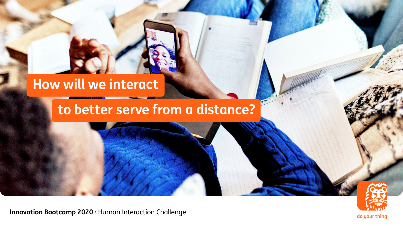 How will we interact
to better serve from a distance?
Innovation Bootcamp 2020 · Human Interaction Challenge
do your thing